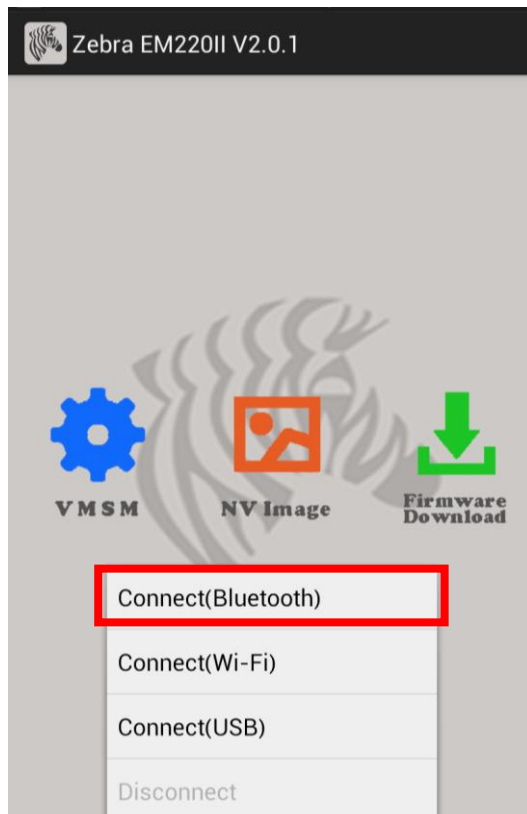 Zebra EM220II V2.0.1
VMSM
NV Image
Firmware
Download
Connect(Bluetooth)
Connect(Wi-Fi)
Connect(USB)
Disconnect